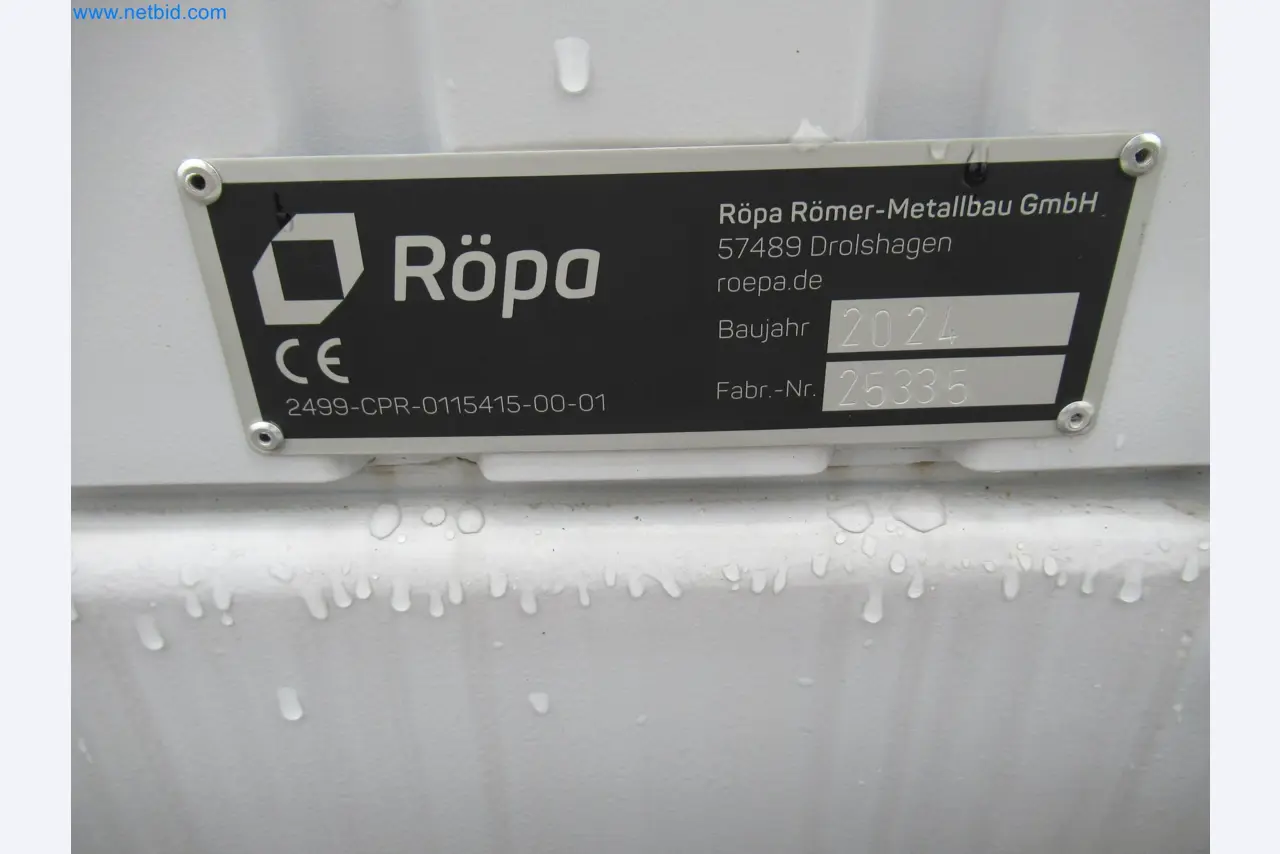 www.netbid.com
Röpa
CE
2499-CPR-0115415-00-01
Röpa Römer-Metallbau GmbH
57489 Drolshagen
roepa.de
Baujahr 2024
Fabr.-Nr. 25335